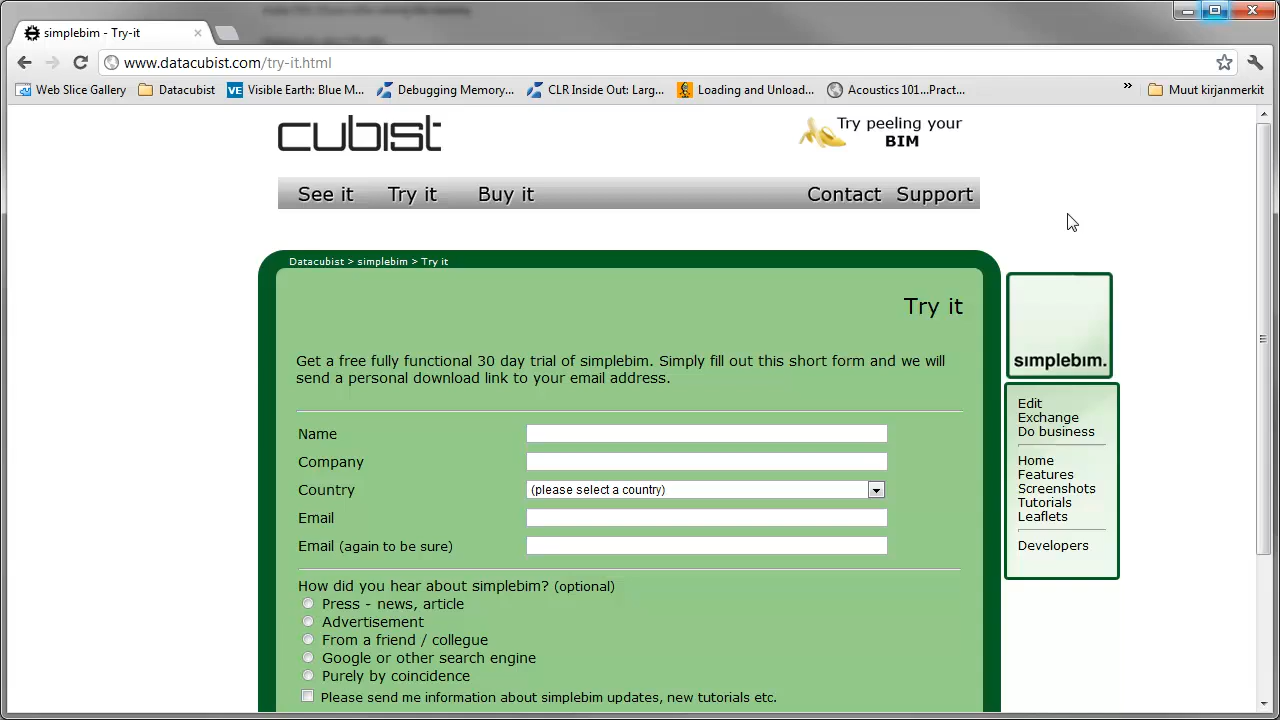 simplebim - Try-it
www.datacubist.com/try-it.html
Web Slice Gallery Datacubist Visible Earth: Blue M... Debugging Memory... CLR Inside Out: Larg... Loading and Unload... Acoustics 101...Pract... » Muut kirjanmerkit
cubist
Try peeling your
BIM
See it Try it Buy it Contact Support
Datacubist > simplebim > Try it
Try it
Get a free fully functional 30 day trial of simplebim. Simply fill out this short form and we will
send a personal download link to your email address.
Name
Company
Country (please select a country)
Email
Email (again to be sure)
How did you hear about simplebim? (optional)
Press - news, article
Advertisement
From a friend / collegue
Google or other search engine
Purely by coincidence
Please send me information about simplebim updates, new tutorials etc.
simplebim.
Edit
Exchange
Do business
Home
Features
Screenshots
Tutorials
Leaflets
Developers